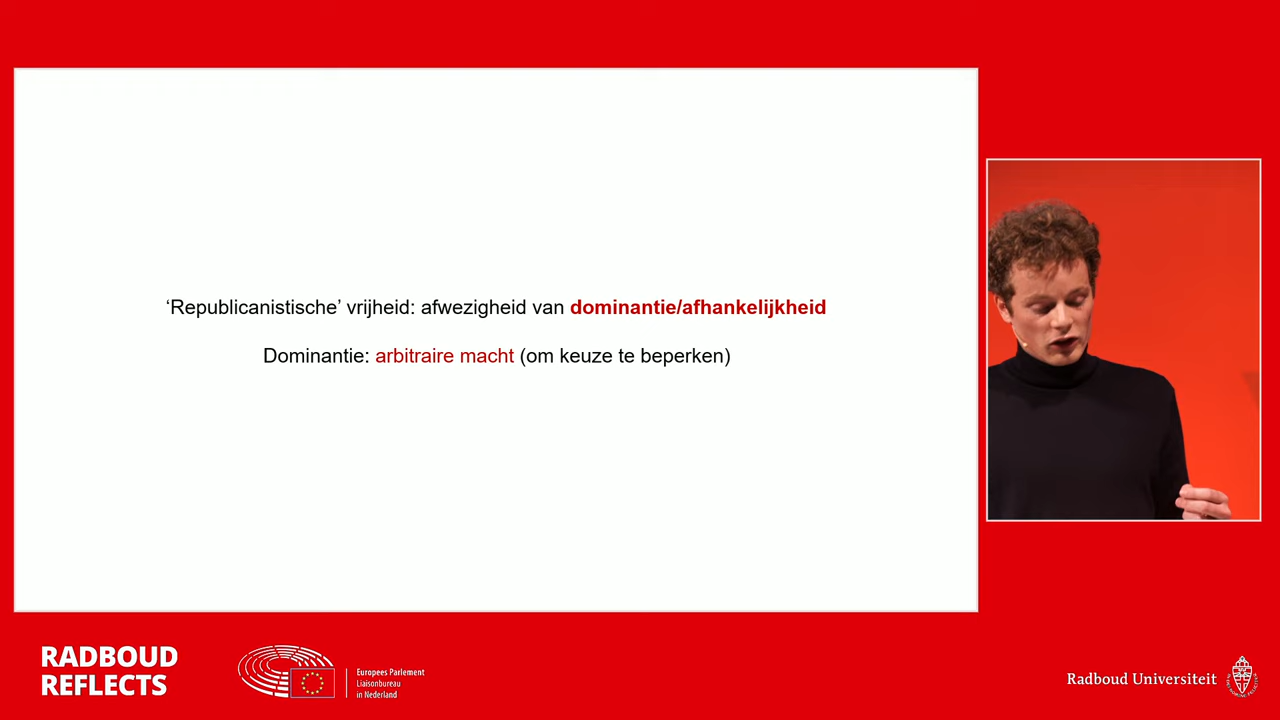 ‘Republicanistische’ vrijheid: afwezigheid van dominantie/afhankelijkheid
Dominantie: arbitraire macht (om keuze te beperken)
RADBOUD
REFLECTS
Europees Parlement
Liaisonbureau
in Nederland
Radboud Universiteit